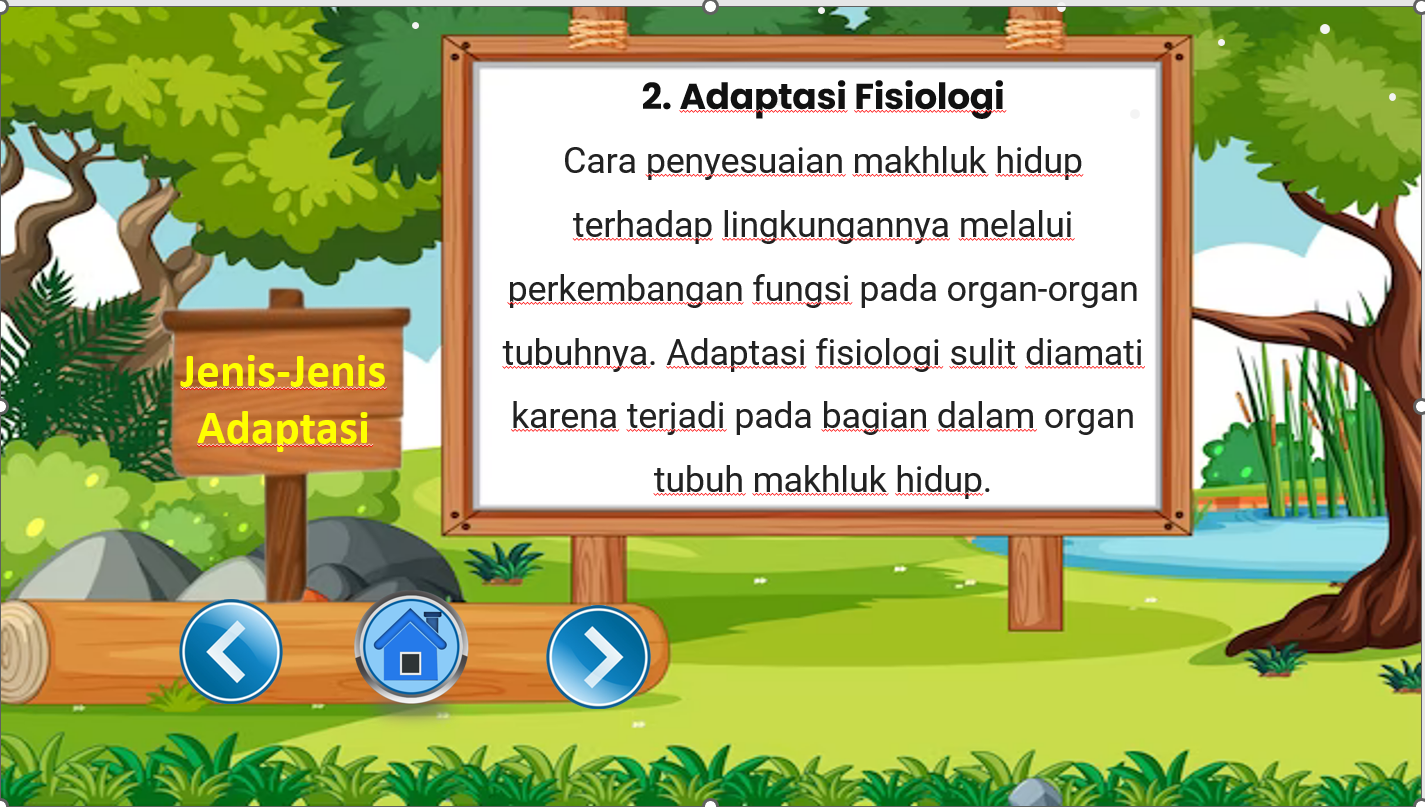 2. Adaptasi Fisiologi
Cara penyesuaian makhluk hidup
terhadap lingkungannya melalui
perkembangan fungsi pada organ-organ
tubuhnya. Adaptasi fisiologi sulit diamati
karena terjadi pada bagian dalam organ
tubuh makhluk hidup.
Jenis-Jenis
Adaptasi